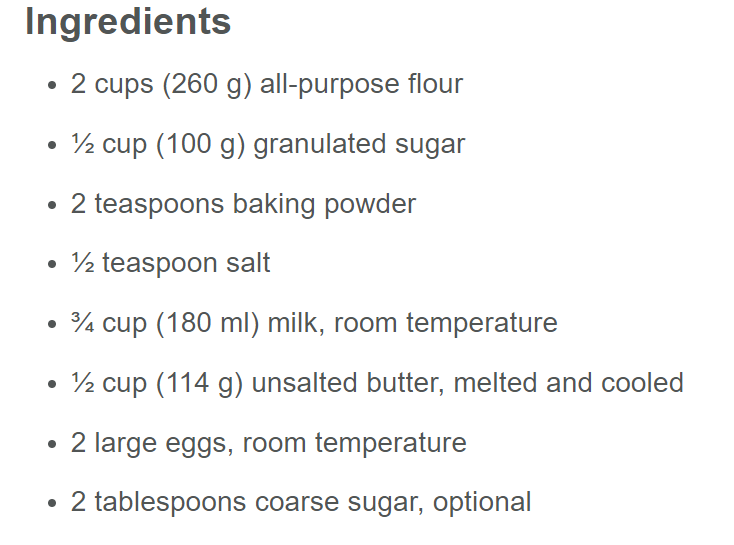 Ingredients
• 2 cups (260 g) all-purpose flour
• ½ cup (100 g) granulated sugar
• 2 teaspoons baking powder
• ½ teaspoon salt
• ¾ cup (180 ml) milk, room temperature
• ½ cup (114 g) unsalted butter, melted and cooled
• 2 large eggs, room temperature
• 2 tablespoons coarse sugar, optional